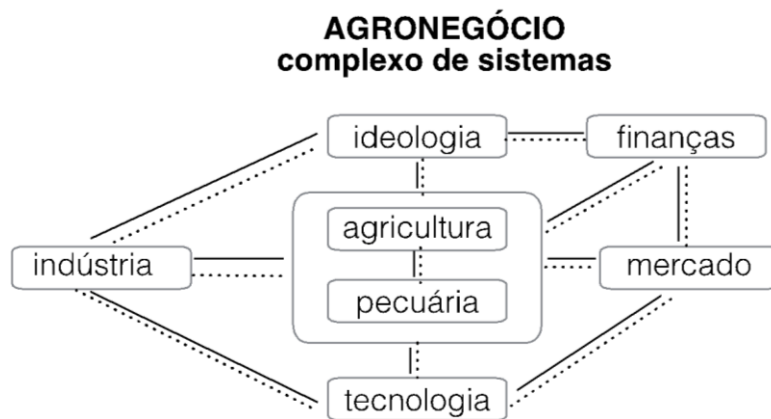 AGRONEGÓCIO
complexo de sistemas
ideologia
finanças
agricultura
indústria
mercado
pecuária
tecnologia